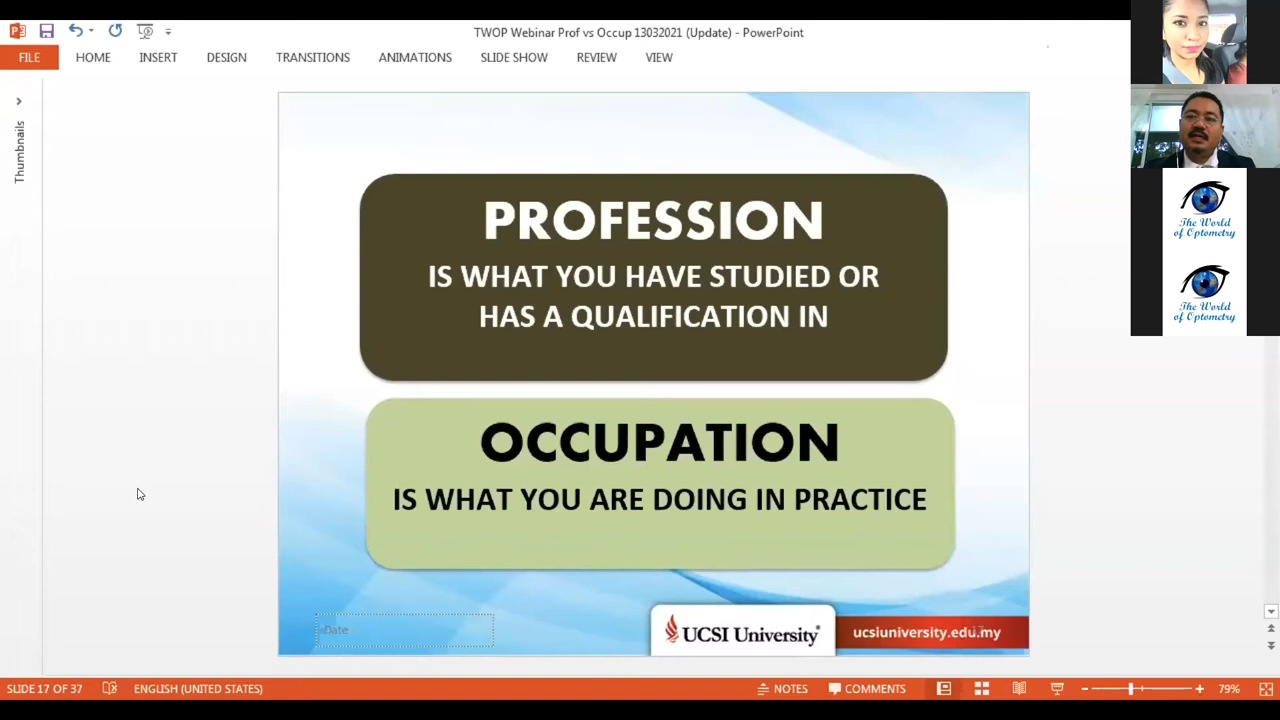 TWOP Webinar Prof vs Occup 13032021 (Update) - PowerPoint
FILE HOME INSERT DESIGN TRANSITIONS ANIMATIONS SLIDE SHOW REVIEW VIEW
Thumbnails
PROFESSION
IS WHAT YOU HAVE STUDIED OR
HAS A QUALIFICATION IN
OCCUPATION
IS WHAT YOU ARE DOING IN PRACTICE
Date
UCSI University
ucsiuniversity.edu.my
17
The World
of Optometry
The World
of Optometry
SLIDE 17 OF 37 ENGLISH (UNITED STATES) NOTES COMMENTS 79%